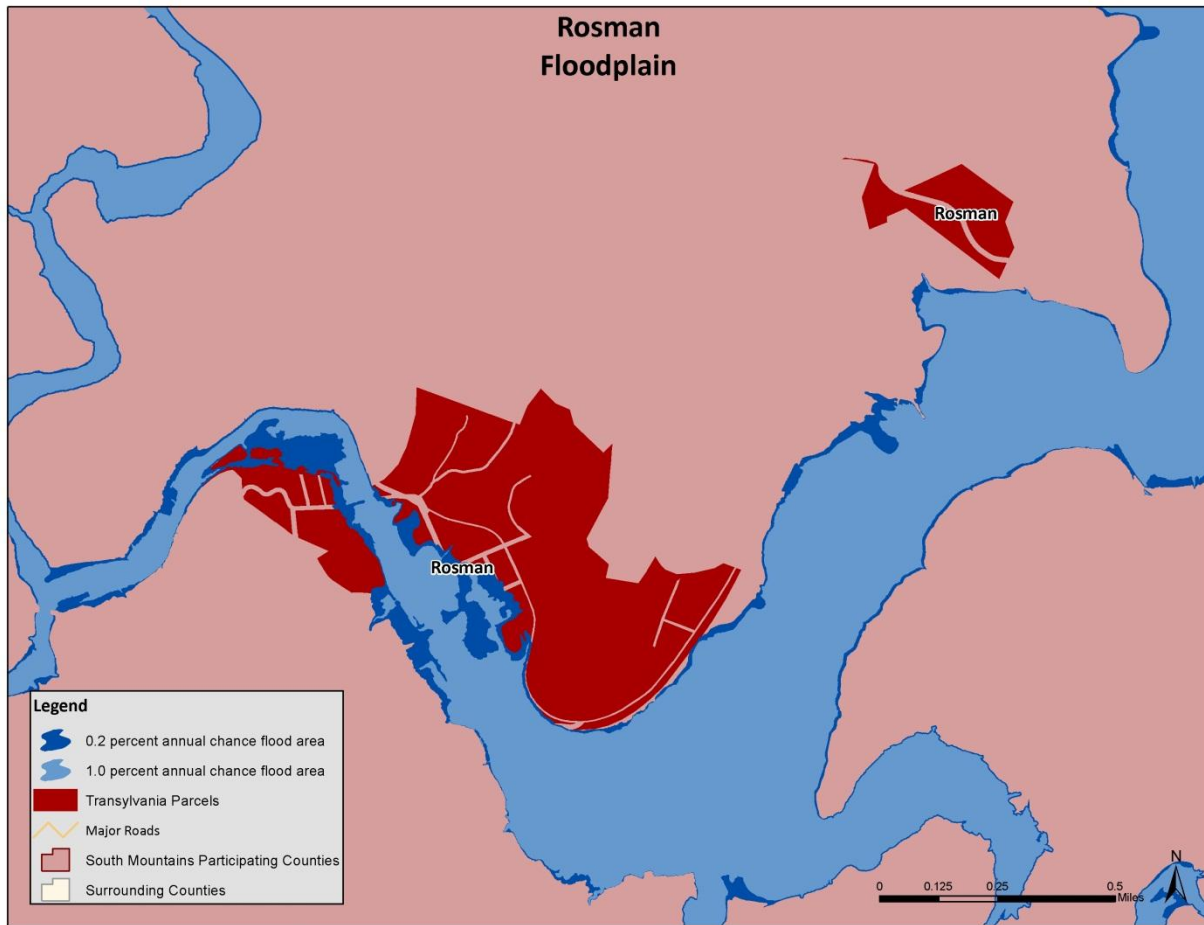 Rosman
Floodplain
Rosman
Rosman
Legend
0.2 percent annual chance flood area
1.0 percent annual chance flood area
Transylvania Parcels
Major Roads
South Mountains Participating Counties
Surrounding Counties
N
0 0.125 0.25 0.5
Miles